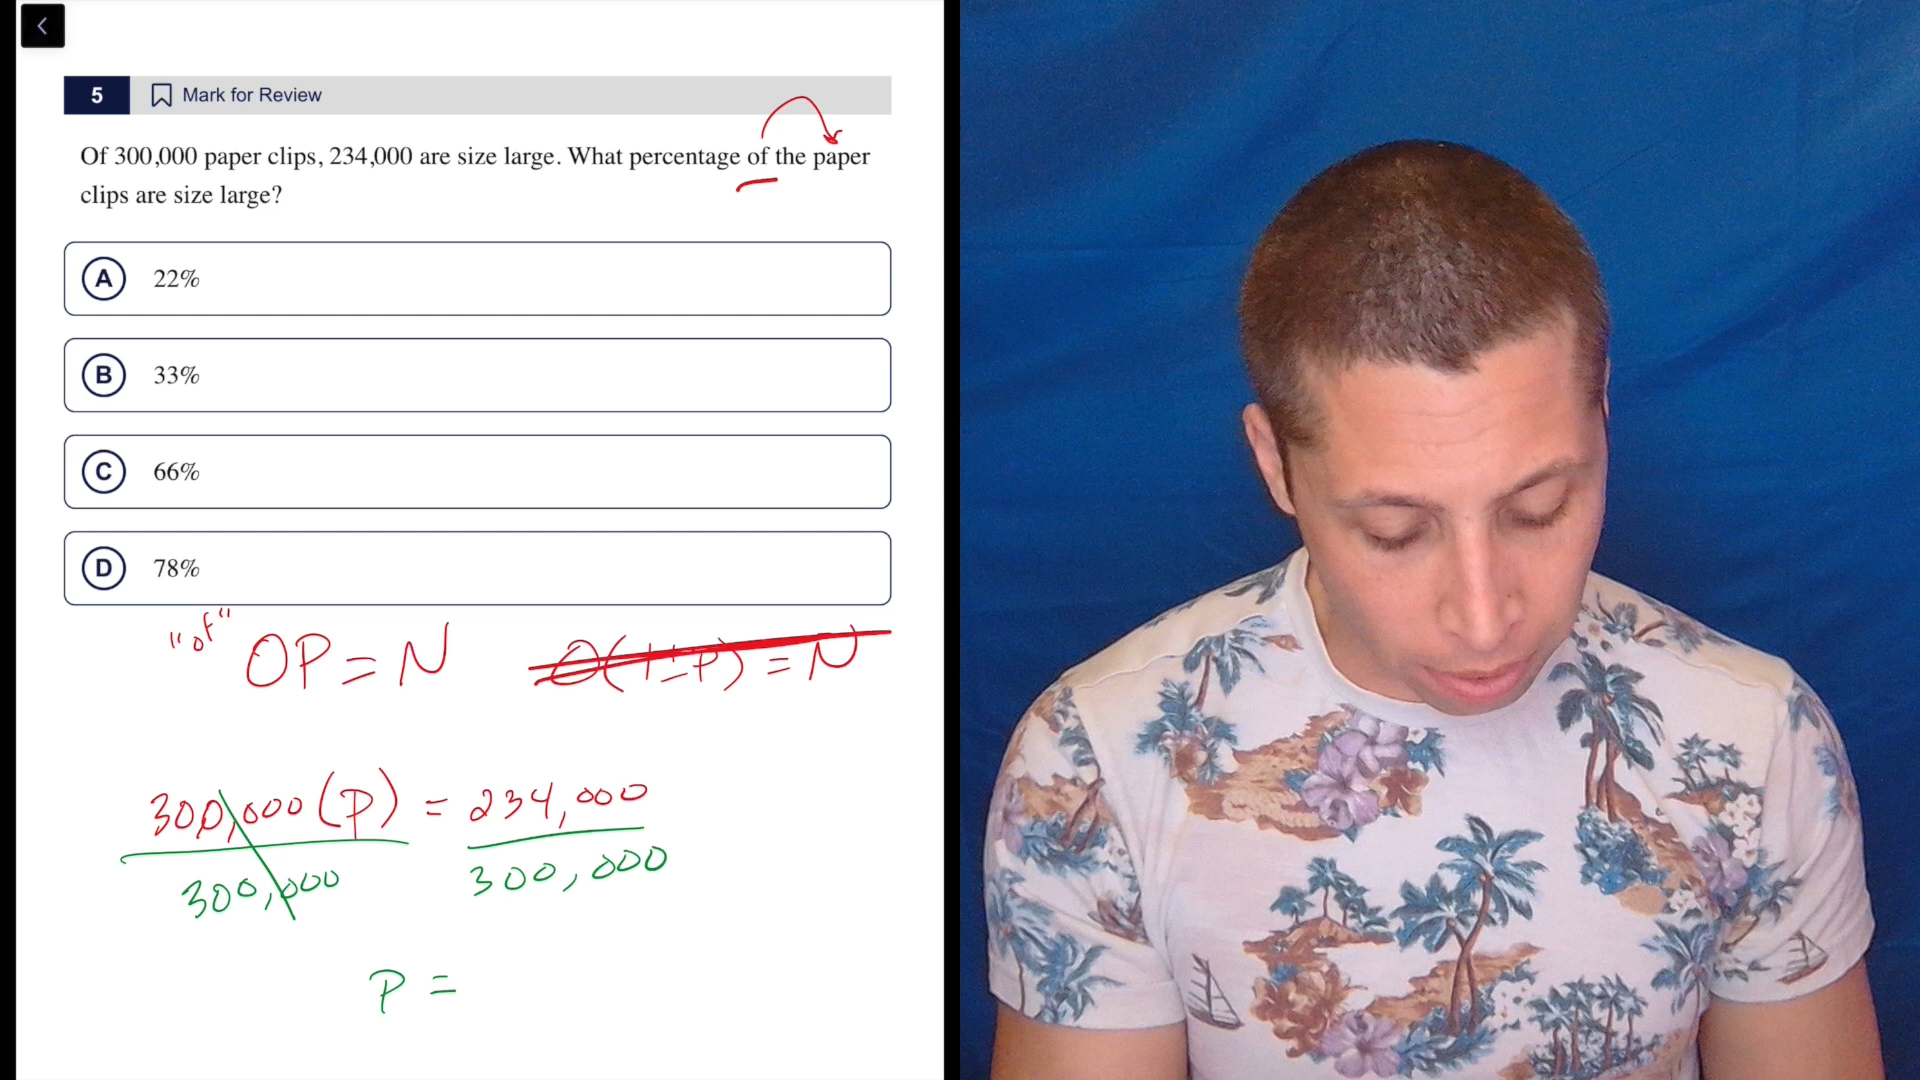 5 Mark for Review
Of 300,000 paper clips, 234,000 are size large. What percentage of the paper
clips are size large?
A 22%
B 33%
C 66%
D 78%
"of" OP = N O(1±P) = N
300,000 (P) = 234,000
300,000 300,000
P =